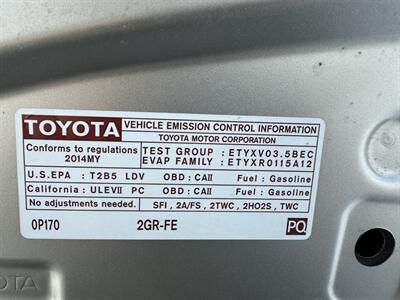 TOYOTA VEHICLE EMISSION CONTROL INFORMATION
TOYOTA MOTOR CORPORATION
Conforms to regulations
2014MY
TEST GROUP : ETYXV03.5BEC
EVAP FAMILY : ETYXR0115A12
U.S.EPA : T2B5 LDV OBD : CAII Fuel : Gasoline
California : ULEVII PC OBD : CAII Fuel : Gasoline
No adjustments needed. SFI , 2A/FS , 2TWC , 2HO2S , TWC
0P170 2GR-FE PQ
TOYOTA